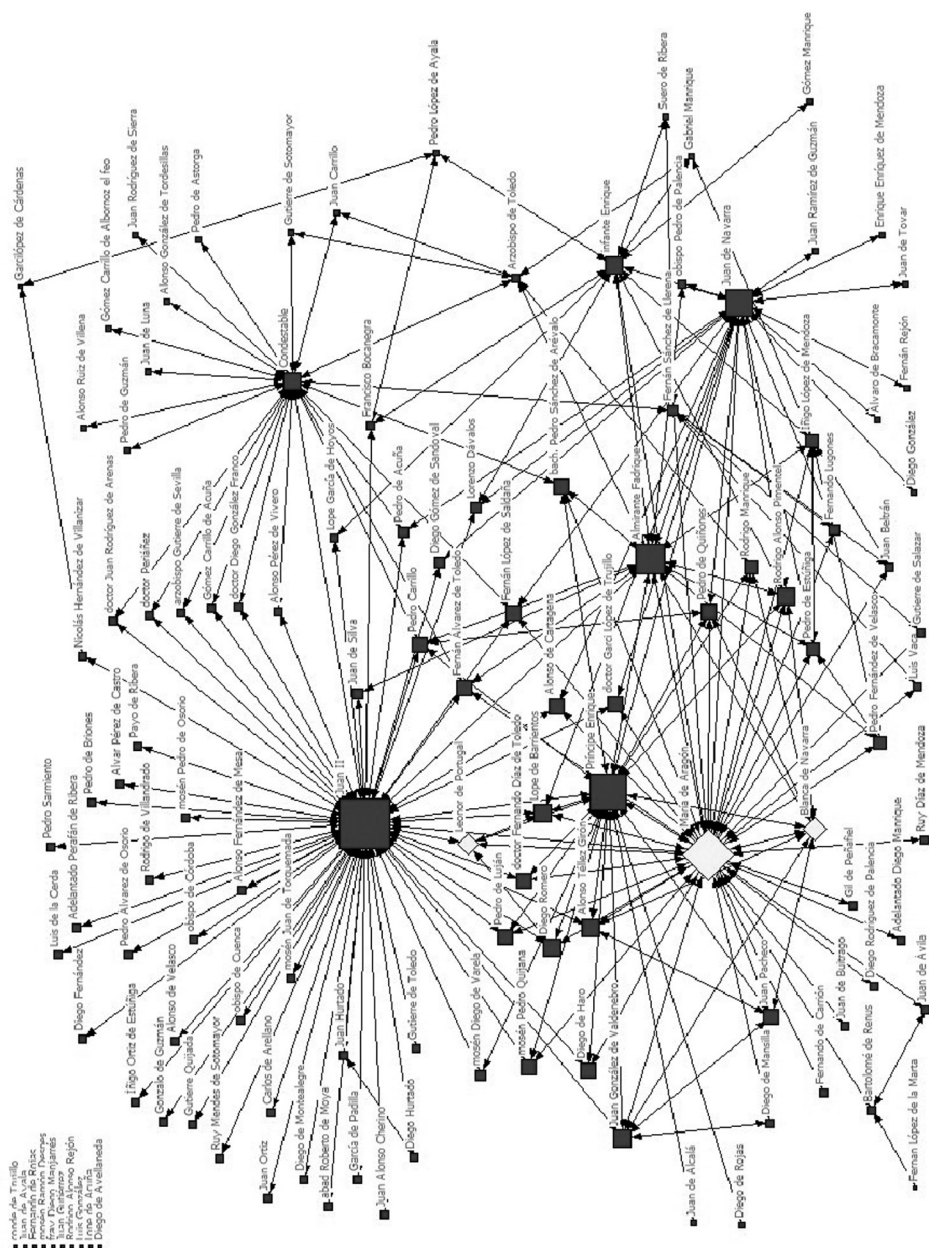 Garcilópez de Cárdenas
Gómez Carrillo de Albornoz el feo
Juan Rodríguez de Sierra
Alonso González de Tordesillas
Pedro de Astorga
Juan de Luna
Alonso Ruiz de Villena
Pedro de Guzmán
Gutierre de Sotomayor
Juan Carrillo
Pedro López de Ayala
Condestable
Arzobispo de Toledo
Infante Enrique
Suero de Ribera
Gabriel Manrique
Gómez Manrique
obispo Pedro de Palencia
Juan de Navarra
Juan Ramírez de Guzmán
Enrique Enríquez de Mendoza
Juan de Tovar
Fernán Rejón
Alvaro de Bracamonte
Diego González
Iñigo López de Mendoza
Fernando Lugones
Juan Beltrán
Gutierre de Salazar
Luis Vaca
Fernán Sánchez de Llerena
bach. Pedro Sánchez de Arévalo
Francisco Bocanegra
Lope García de Hoyos
Pedro de Acuña
Lorenzo Dávalos
Diego Gómez de Sandoval
Fernán López de Saldaña
Almirante Fadrique
Pedro de Quiñones
Rodrigo Manrique
Rodrigo Alonso Pimentel
Pedro de Estúñiga
Pedro Fernández de Velasco
Ruy Díaz de Mendoza
Nicolás Hernández de Villanizar
doctor Juan Rodríguez de Arenas
doctor Periáñez
arzobispo Gutierre de Sevilla
Gómez Carrillo de Acuña
doctor Diego González Franco
Alonso Pérez de Vivero
Juan de Silva
Pedro Carrillo
Fernán Álvarez de Toledo
Alonso de Cartagena
doctor Garci López de Trujillo
Príncipe Enrique
María de Aragón
Blanca de Navarra
Leonor de Portugal
doctor Fernando Díaz de Toledo
Lope de Barrientos
Juan II
Pedro Sarmiento
Pedro de Briones
Alvar Pérez de Castro
Payo de Ribera
Luis de la Cerda
Adelantado Perafán de Ribera
Rodrigo de Villandrado
mosén Pedro de Osorio
Pedro Alvarez de Osorio
Diego Fernández
obispo de Córdoba
Alonso Fernández de Mesa
Alonso de Velasco
obispo de Cuenca
mosén Juan de Torquemada
Íñigo Ortiz de Estúñiga
Gonzalo de Guzmán
Gutierre Quijada
Ruy Mendes de Sotomayor
Carlos de Arellano
Juan Ortiz
Diego de Montealegre
abad Roberto de Moya
García de Padilla
Juan Alonso Cherino
Juan Hurtado
Diego Hurtado
Gutierre de Toledo
Pedro de Luján
Diego Romero
Alonso Téllez Girón
mosén Diego de Varela
mosén Pedro Quijana
Diego de Haro
Juan González de Valdenebro
Juan Pacheco
Diego de Mansilla
Juan de Alcalá
Diego de Rojas
Fernando de Carrión
Juan de Buitrago
Gil de Peñafiel
Diego Rodríguez de Palencia
Adelantado Diego Manrique
Bartolomé de Renus
Juan de Ávila
Fernan López de la Marta
conde de Trujillo
Juan de Ayala
Fernando de Rojas
mosén Ramón
fray Diego Manjarrés
Juan Gutiérrez
Rodrigo Alonso Rejón
Luis González
Lope de Acuña
Diego de Avellaneda